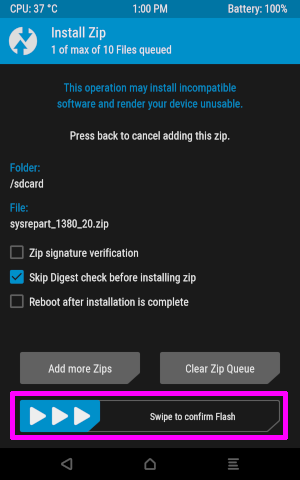 CPU: 37 °C 1:00 PM Battery: 100%
Install Zip
1 of max of 10 Files queued
This operation may install incompatible
software and render your device unusable.
Press back to cancel adding this zip.
Folder:
/sdcard
File:
sysrepart_1380_20.zip
Zip signature verification
Skip Digest check before installing zip
Reboot after installation is complete
Add more Zips Clear Zip Queue
Swipe to confirm Flash